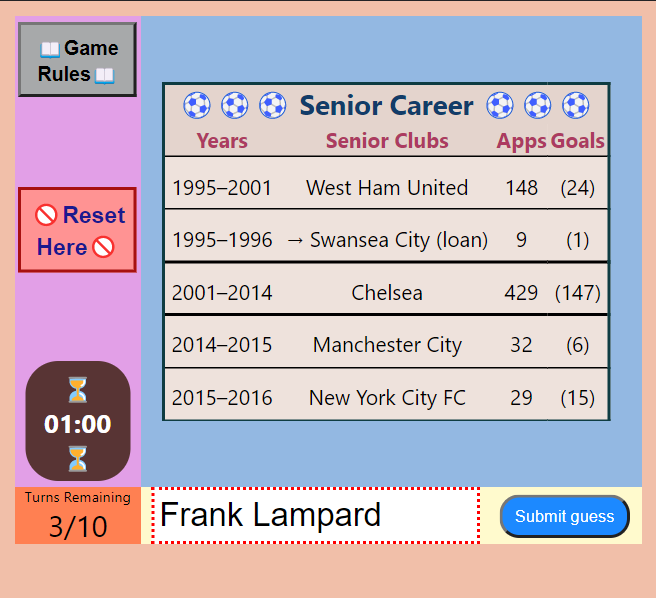 📖 Game
Rules 📖
🚫 Reset
Here 🚫
⏳
01:00
⏳
Turns Remaining
3/10
⚽ ⚽ ⚽ Senior Career ⚽ ⚽ ⚽
Years Senior Clubs Apps Goals
1995–2001 West Ham United 148 (24)
1995–1996 → Swansea City (loan) 9 (1)
2001–2014 Chelsea 429 (147)
2014–2015 Manchester City 32 (6)
2015–2016 New York City FC 29 (15)
Frank Lampard
Submit guess